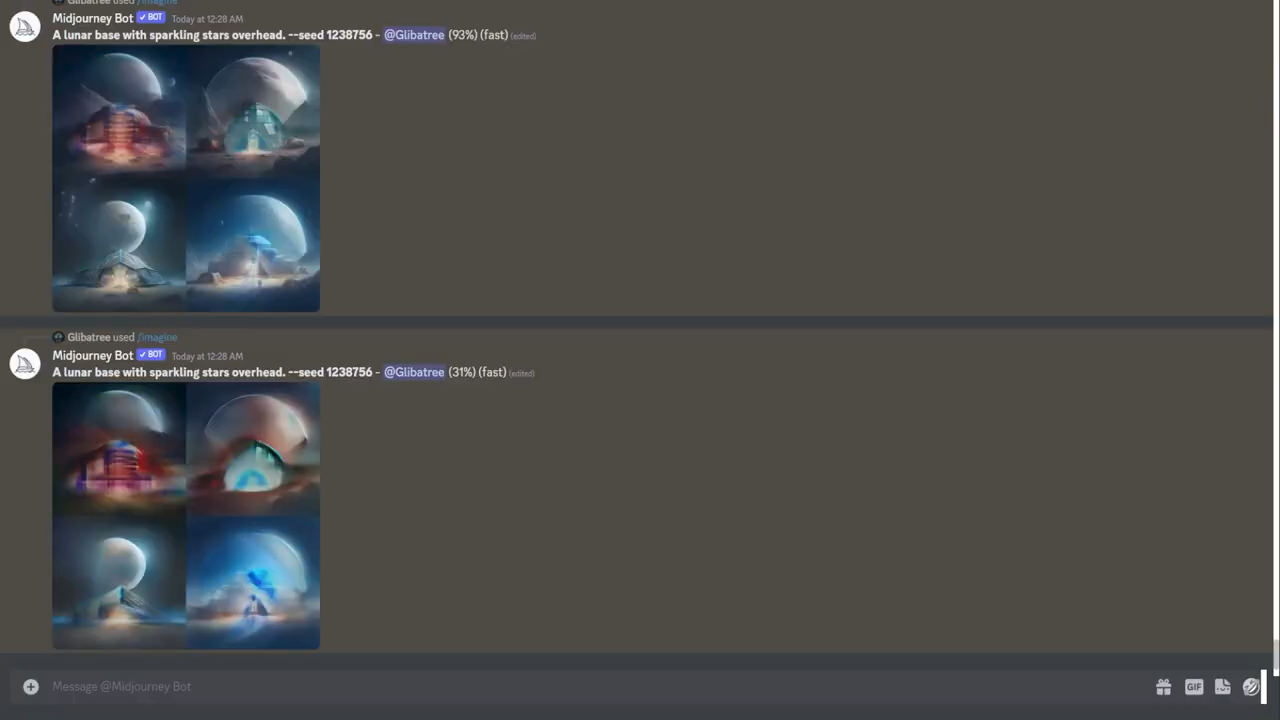 Glibatree used /imagine
Midjourney Bot ✔ BOT Today at 12:28 AM
A lunar base with sparkling stars overhead. --seed 1238756 - @Glibatree (93%) (fast) (edited)
Glibatree used /imagine
Midjourney Bot ✔ BOT Today at 12:28 AM
A lunar base with sparkling stars overhead. --seed 1238756 - @Glibatree (31%) (fast) (edited)
Message @Midjourney Bot
GIF